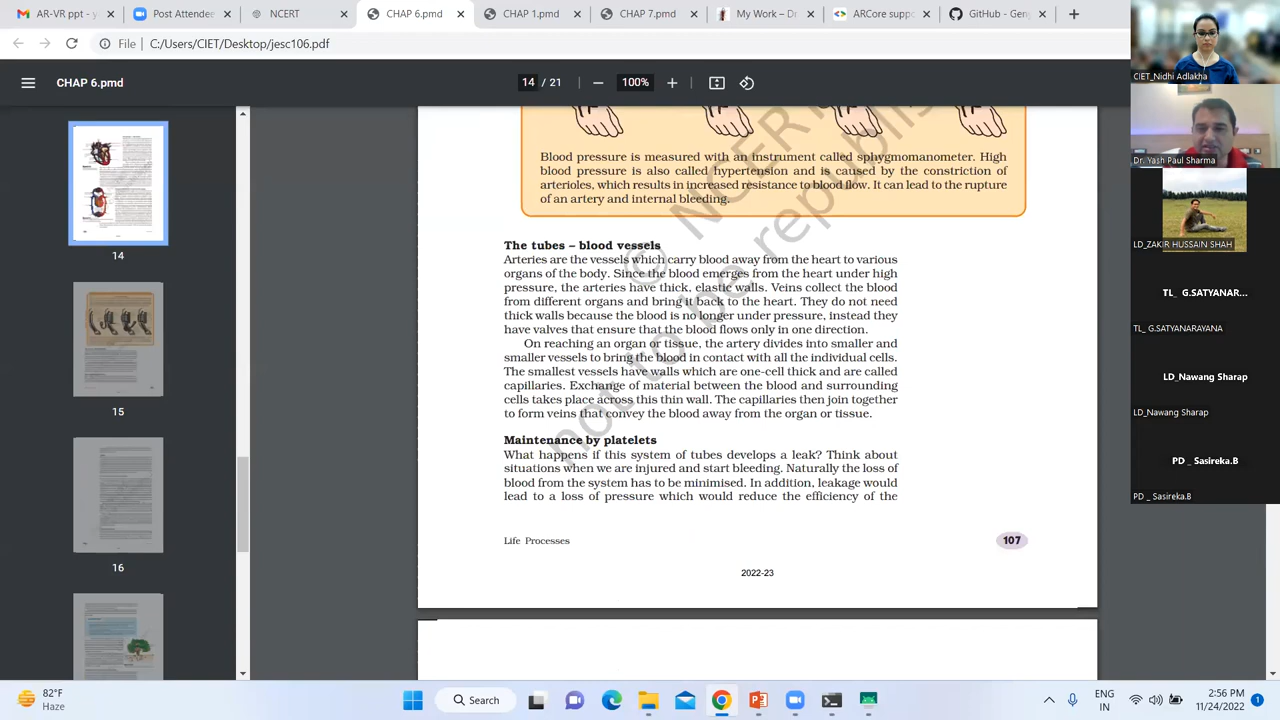 AR-VR.ppt
Post Attendee
NCERT
CHAP 6.pmd
CHAP 1.pmd
CHAP 7.pmd
My Work – Dr
ARCore suppo
GitHub - Geng
File
C:/Users/CIET/Desktop/jesc106.pdf
CHAP 6.pmd
14 / 21
100%
14
15
16
Blood pressure is measured with an instrument called sphygmomanometer. High
blood pressure is also called hypertension and is caused by the constriction of
arterioles, which results in increased resistance to blood flow. It can lead to the rupture
of an artery and internal bleeding.
The tubes – blood vessels
Arteries are the vessels which carry blood away from the heart to various
organs of the body. Since the blood emerges from the heart under high
pressure, the arteries have thick, elastic walls. Veins collect the blood
from different organs and bring it back to the heart. They do not need
thick walls because the blood is no longer under pressure, instead they
have valves that ensure that the blood flows only in one direction.
On reaching an organ or tissue, the artery divides into smaller and
smaller vessels to bring the blood in contact with all the individual cells.
The smallest vessels have walls which are one-cell thick and are called
capillaries. Exchange of material between the blood and surrounding
cells takes place across this thin wall. The capillaries then join together
to form veins that convey the blood away from the organ or tissue.
Maintenance by platelets
What happens if this system of tubes develops a leak? Think about
situations when we are injured and start bleeding. Naturally the loss of
blood from the system has to be minimised. In addition, leakage would
lead to a loss of pressure which would reduce the efficiency of the
Life Processes
107
2022-23
not to be
CIET_Nidhi Adlakha
Dr. Yash Paul Sharma
LD_ZAKIR HUSSAIN SHAH
TL_ G.SATYANAR...
TL_ G.SATYANARAYANA
LD_Nawang Sharap
LD_Nawang Sharap
PD _ Sasireka.B
PD _ Sasireka.B
82°F
Haze
Search
ENG
IN
2:56 PM
11/24/2022
1